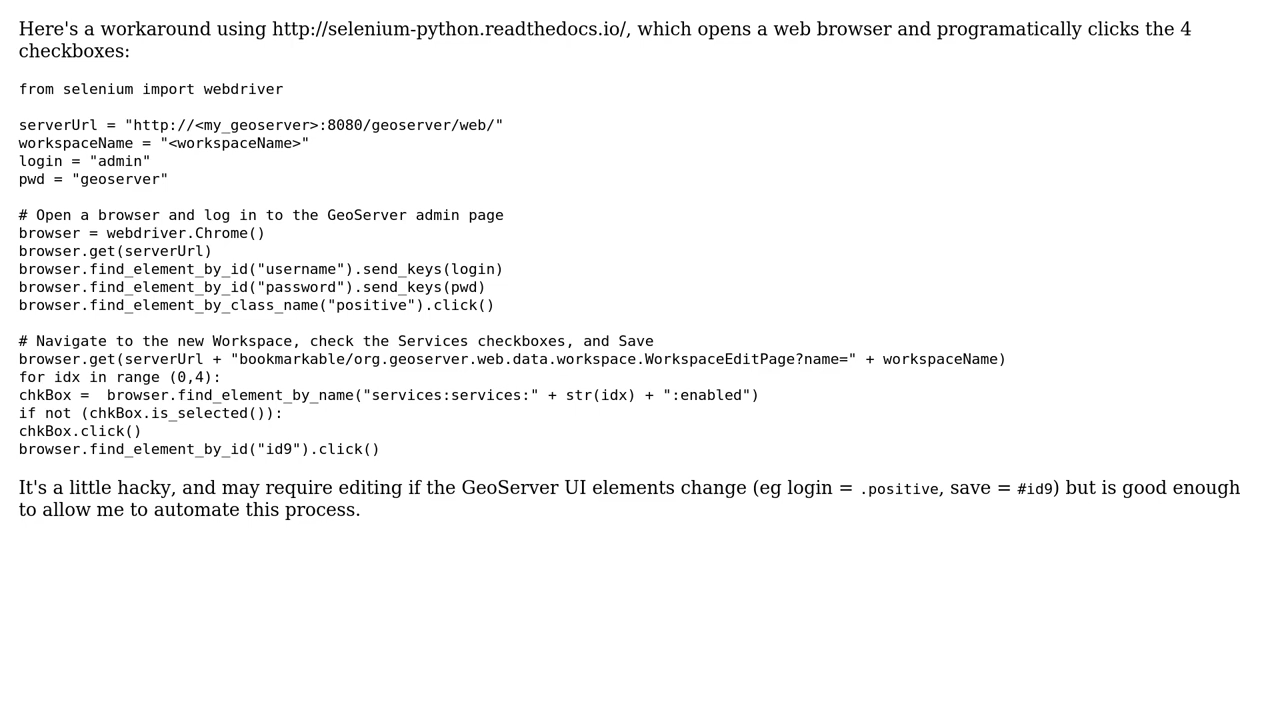 Here's a workaround using http://selenium-python.readthedocs.io/, which opens a web browser and programatically clicks the 4
checkboxes:
from selenium import webdriver
serverUrl = "http://<my_geoserver>:8080/geoserver/web/"
workspaceName = "<workspaceName>"
login = "admin"
pwd = "geoserver"
# Open a browser and log in to the GeoServer admin page
browser = webdriver.Chrome()
browser.get(serverUrl)
browser.find_element_by_id("username").send_keys(login)
browser.find_element_by_id("password").send_keys(pwd)
browser.find_element_by_class_name("positive").click()
# Navigate to the new Workspace, check the Services checkboxes, and Save
browser.get(serverUrl + "bookmarkable/org.geoserver.web.data.workspace.WorkspaceEditPage?name=" + workspaceName)
for idx in range (0,4):
chkBox =  browser.find_element_by_name("services:services:" + str(idx) + ":enabled")
if not (chkBox.is_selected()):
chkBox.click()
browser.find_element_by_id("id9").click()
It's a little hacky, and may require editing if the GeoServer UI elements change (eg login = .positive, save = #id9) but is good enough
to allow me to automate this process.